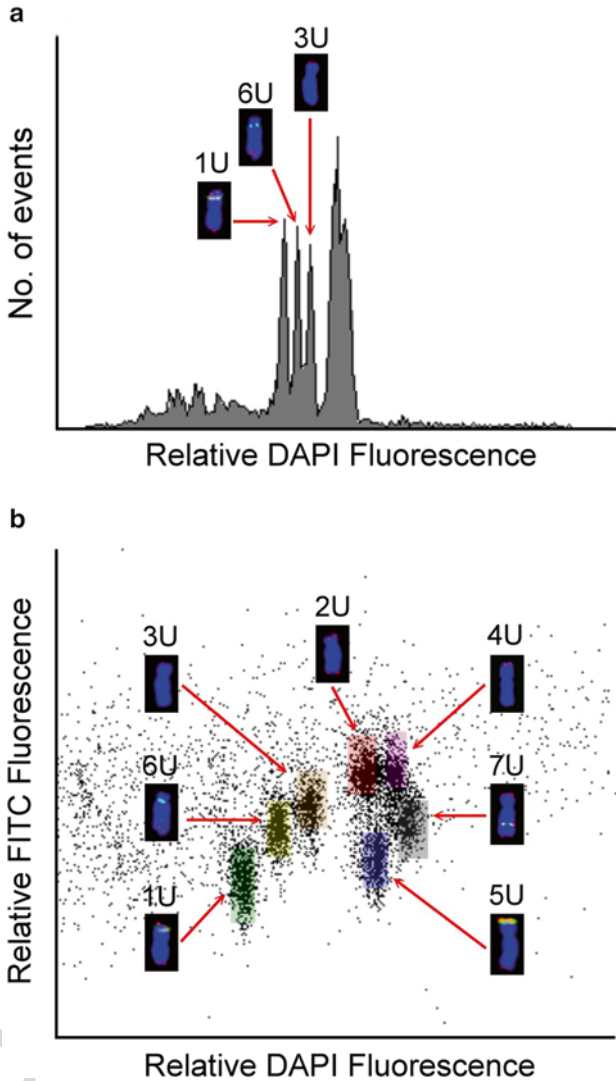 a
3U
6U
1U
No. of events
Relative DAPI Fluorescence
b
2U
3U
4U
6U
7U
1U
5U
Relative FITC Fluorescence
Relative DAPI Fluorescence